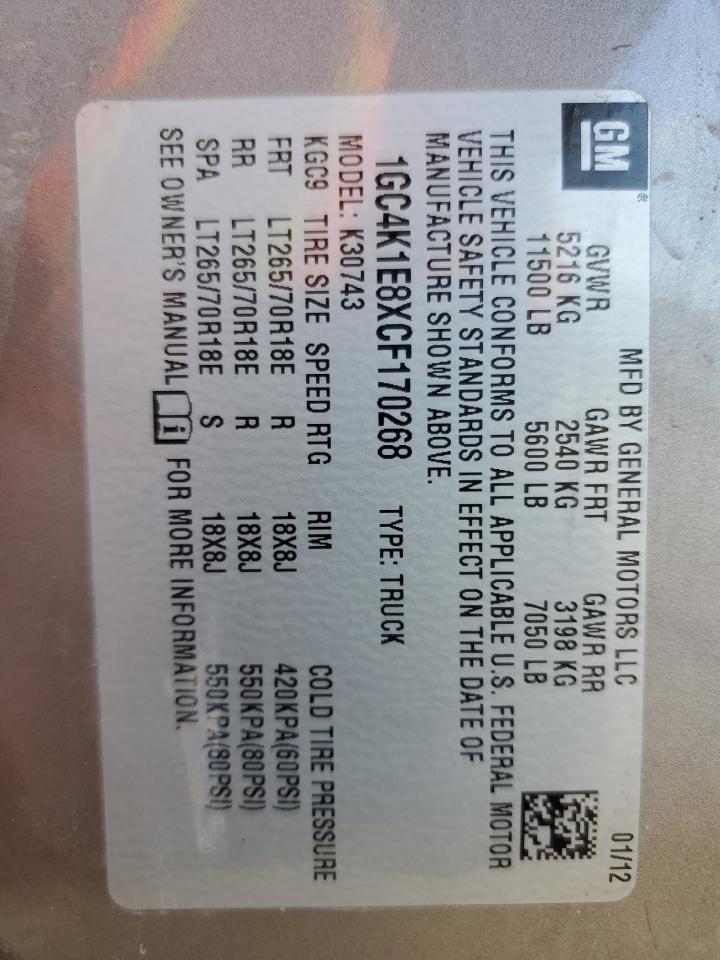 GM®
MFD BY GENERAL MOTORS LLC 01/12
GVWR GAWR FRT GAWR RR
5216 KG 2540 KG 3198 KG
11500 LB 5600 LB 7050 LB
THIS VEHICLE CONFORMS TO ALL APPLICABLE U.S. FEDERAL MOTOR
VEHICLE SAFETY STANDARDS IN EFFECT ON THE DATE OF
MANUFACTURE SHOWN ABOVE.
1GC4K1E8XCF170268 TYPE: TRUCK
MODEL: K30743
KGC9 TIRE SIZE SPEED RTG RIM COLD TIRE PRESSURE
FRT LT265/70R18E R 18X8J 420KPA(60PSI)
RR LT265/70R18E R 18X8J 550KPA(80PSI)
SPA LT265/70R18E S 18X8J 550KPA(80PSI)
SEE OWNER'S MANUAL i FOR MORE INFORMATION.